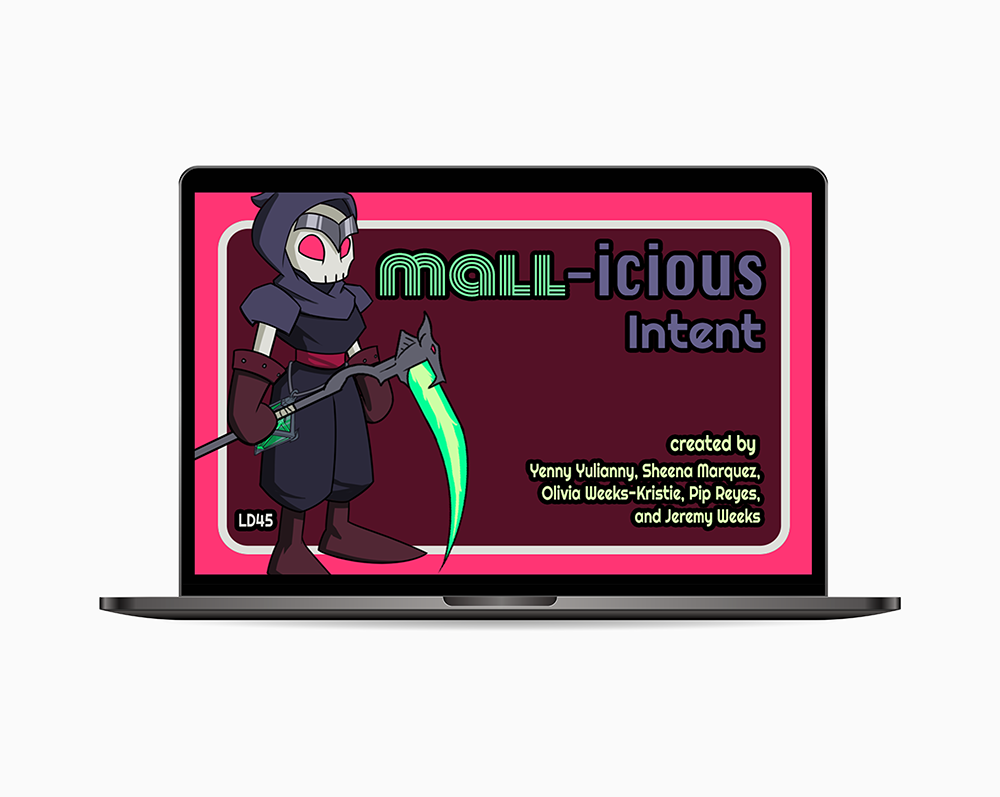 mall-icious
Intent
created by
Yenny Yulianny, Sheena Marquez,
Olivia Weeks-Kristie, Pip Reyes,
and Jeremy Weeks
LD45